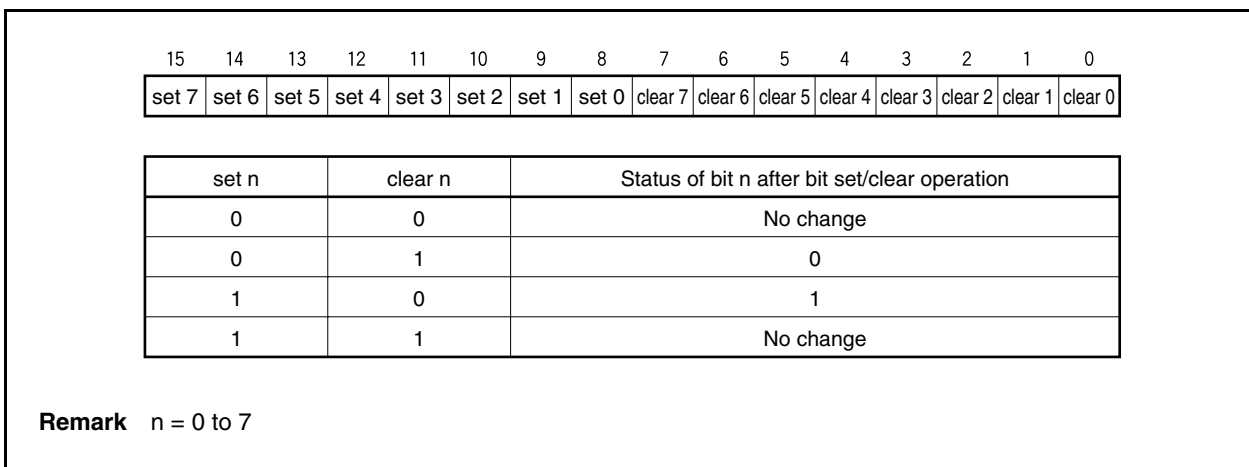 15 14 13 12 11 10 9 8 7 6 5 4 3 2 1 0
set 7 set 6 set 5 set 4 set 3 set 2 set 1 set 0 clear 7 clear 6 clear 5 clear 4 clear 3 clear 2 clear 1 clear 0
set n clear n Status of bit n after bit set/clear operation
0 0 No change
0 1 0
1 0 1
1 1 No change
Remark n = 0 to 7